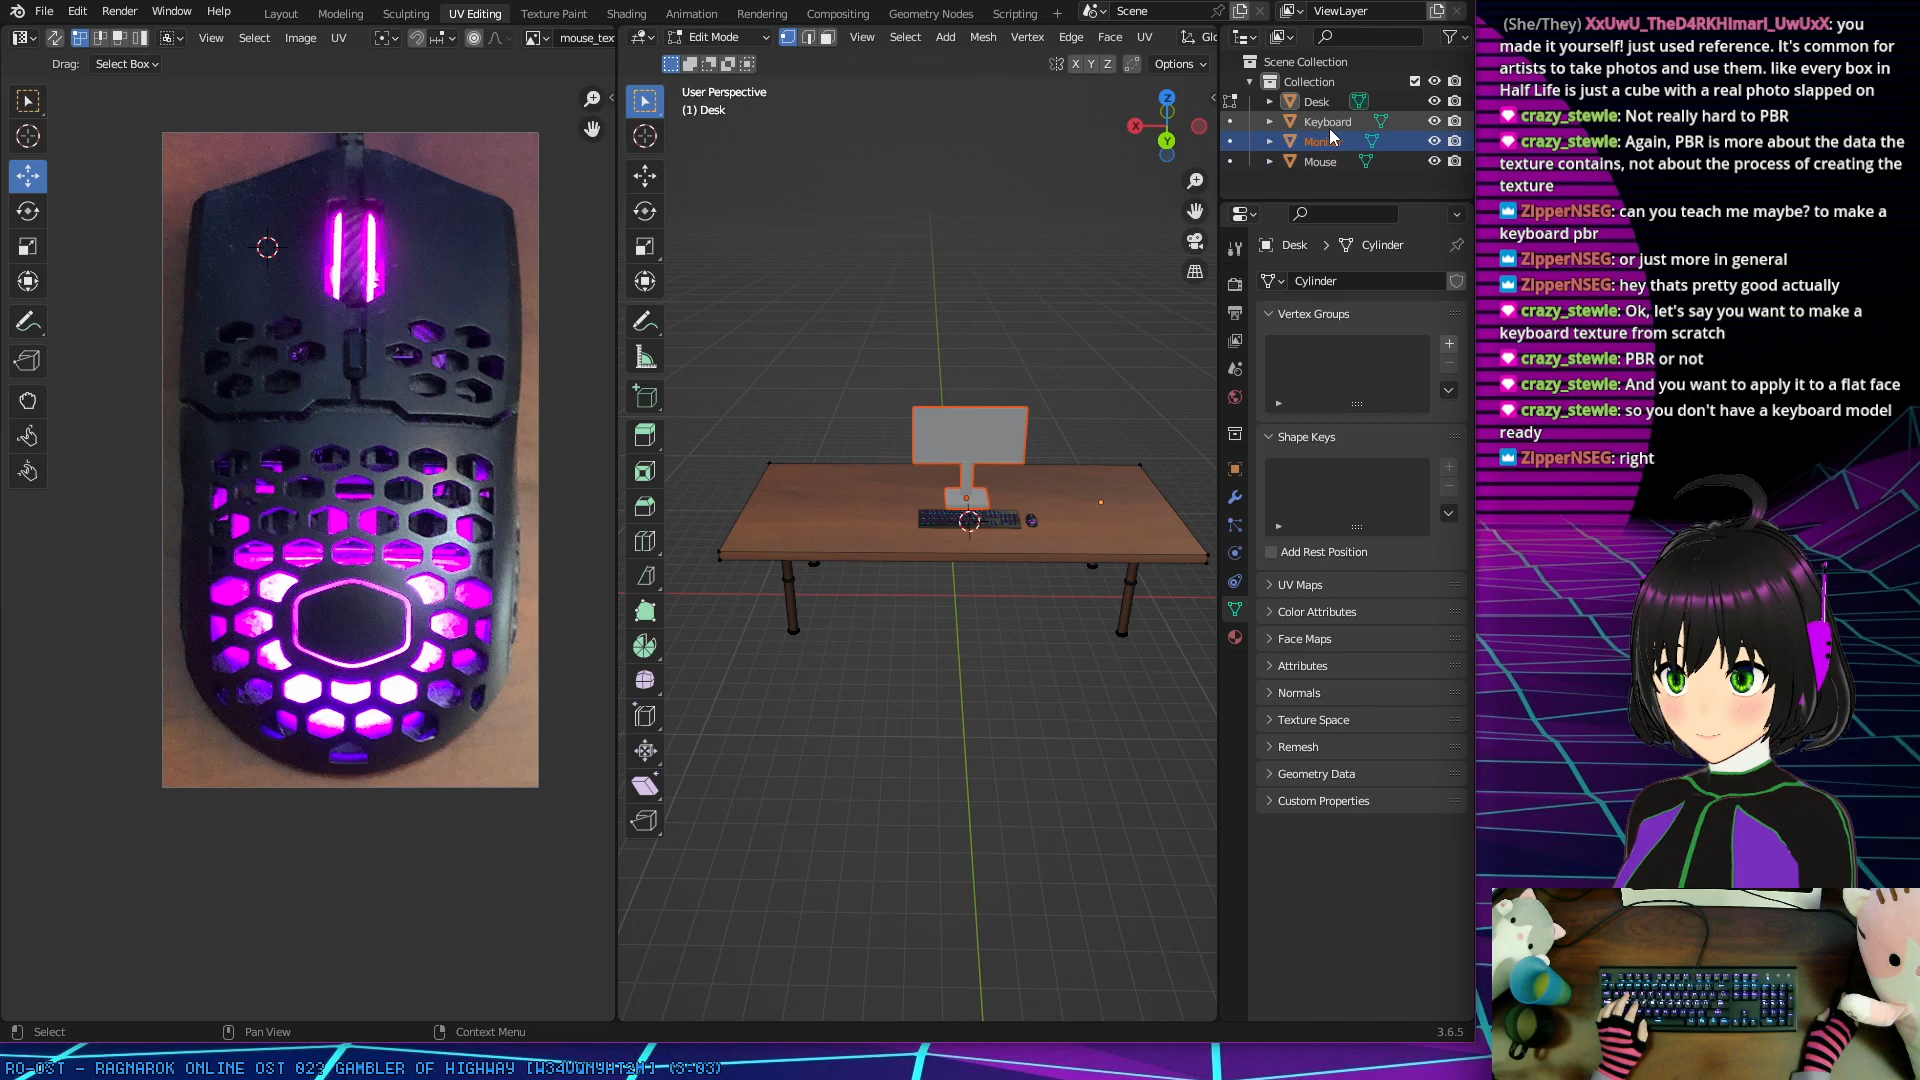 File Edit Render Window Help Layout Modeling Sculpting UV Editing Texture Paint Shading Animation Rendering Compositing Geometry Nodes Scripting + Scene ViewLayer
View Select Image UV mouse_tex
Drag: Select Box
Edit Mode View Select Add Mesh Vertex Edge Face UV
X Y Z Options
User Perspective
(1) Desk
Z
X
Y
Scene Collection
Collection
Desk
Keyboard
Mouse
Desk > Cylinder
Cylinder
Vertex Groups
Shape Keys
Add Rest Position
UV Maps
Color Attributes
Face Maps
Attributes
Normals
Texture Space
Remesh
Geometry Data
Custom Properties
Select Pan View Context Menu 3.6.5
(She/They) XxUwU_TheD4RKHImarI_UwUxX: you
made it yourself! just used reference. It's common for
artists to take photos and use them. like every box in
Half Life is just a cube with a real photo slapped on
crazy_stewie: Not really hard to PBR
crazy_stewie: Again, PBR is more about the data the
texture contains, not about the process of creating the
texture
ZipperNSEG: can you teach me maybe? to make a
keyboard pbr
ZipperNSEG: or just more in general
ZipperNSEG: hey thats pretty good actually
crazy_stewie: Ok, let's say you want to make a
keyboard texture from scratch
crazy_stewie: PBR or not
crazy_stewie: And you want to apply it to a flat face
crazy_stewie: so you don't have a keyboard model
ready
ZipperNSEG: right
RO-OST - RAGNAROK ONLINE OST 023 GAMBLER OF HIGHWAY